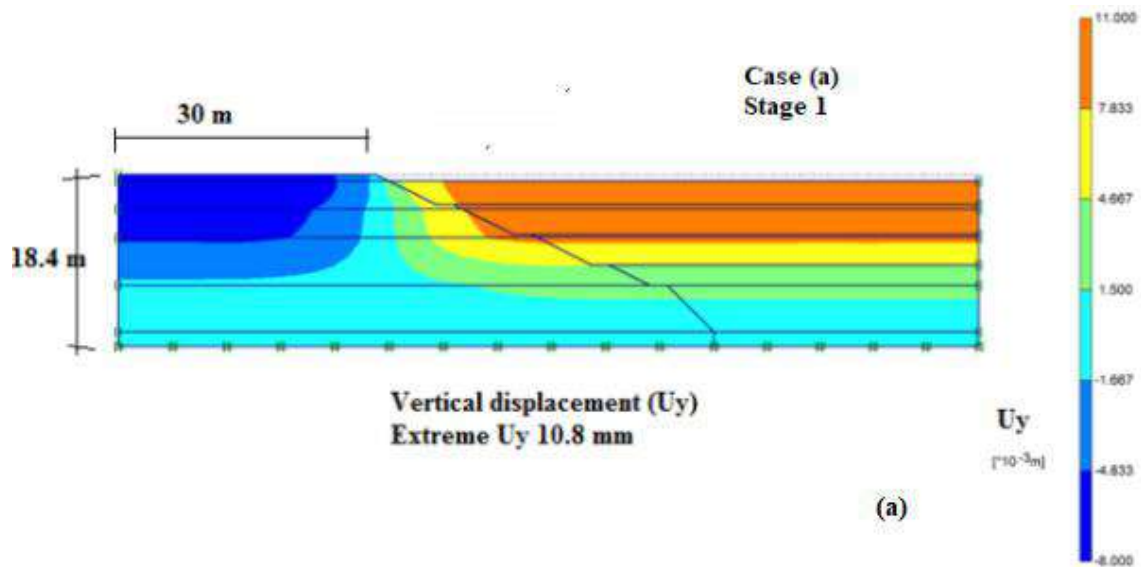 11.000
Case (a)
Stage 1
30 m
7.833
4.667
18.4 m
1.500
-1.667
Vertical displacement (Uy)
Extreme Uy 10.8 mm
Uy
[*10⁻³m]
-4.833
(a)
-8.000